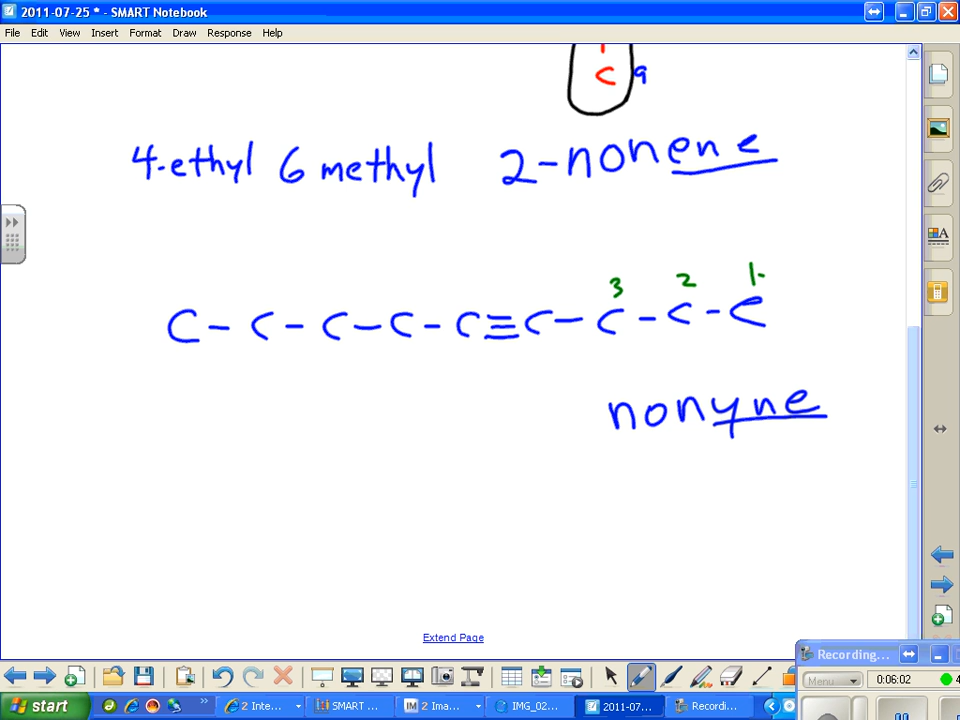 2011-07-25 * - SMART Notebook
File Edit View Insert Format Draw Response Help
C 9
4-ethyl 6 methyl 2-nonene
3 2 1
C - C - C - C - C ≡ C - C - C - C
nonyne
Extend Page
Recording...
Menu
0:06:02
start
2 Inte...
SMART ...
2 Ima...
IMG_02...
2011-07...
Recordi...